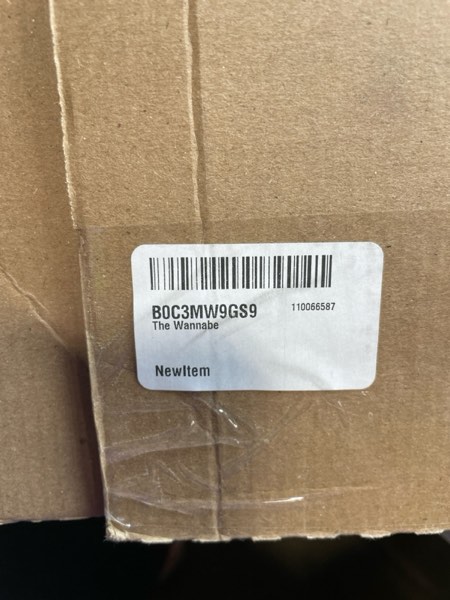 B0C3MW9GS9 110066587
The Wannabe
NewItem